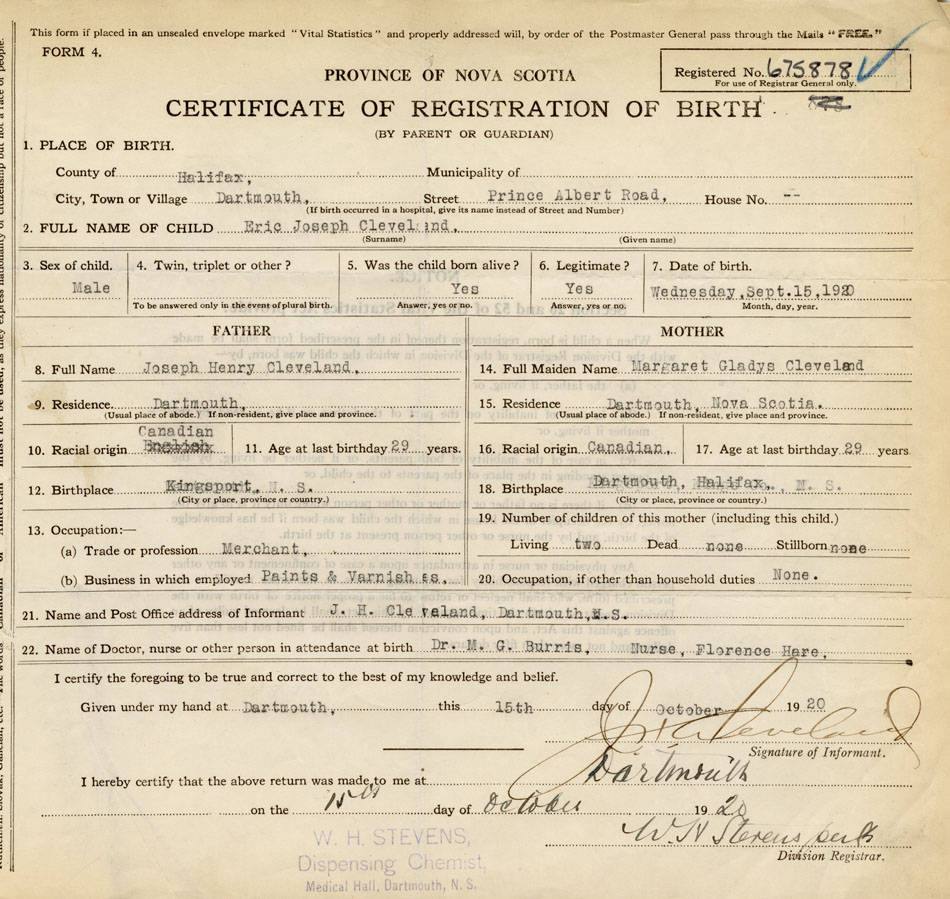 This form if placed in an unsealed envelope marked "Vital Statistics" and properly addressed will, by order of the Postmaster General pass through the Mails "FREE."
FORM 4.
Registered No. 675878
For use of Registrar General only.
PROVINCE OF NOVA SCOTIA
CERTIFICATE OF REGISTRATION OF BIRTH
(BY PARENT OR GUARDIAN)
1. PLACE OF BIRTH.
County of Halifax, Municipality of
City, Town or Village Dartmouth, Street Prince Albert Road, House No. --
(If birth occurred in a hospital, give its name instead of Street and Number)
2. FULL NAME OF CHILD Eric Joseph Cleveland,
(Surname) (Given name)
3. Sex of child. 4. Twin, triplet or other? 5. Was the child born alive? 6. Legitimate? 7. Date of birth.
Male Yes Yes Wednesday, Sept. 15, 1920
To be answered only in the event of plural birth. Answer, yes or no. Answer, yes or no. Month, day, year.
FATHER MOTHER
8. Full Name Joseph Henry Cleveland, 14. Full Maiden Name Margaret Gladys Cleveland
9. Residence Dartmouth, 15. Residence Dartmouth, Nova Scotia.
(Usual place of abode.) If non-resident, give place and province. (Usual place of abode.) If non-resident, give place and province.
Canadian
10. Racial origin English 11. Age at last birthday 29 years. 16. Racial origin Canadian, 17. Age at last birthday 29 years
12. Birthplace Kingsport, N. S. 18. Birthplace Dartmouth, Halifax, N. S.
(City or place, province or country.) (City or place, province or country.)
13. Occupation:— 19. Number of children of this mother (including this child.)
(a) Trade or profession Merchant, Living two Dead none Stillborn none
(b) Business in which employed Paints & Varnishes, 20. Occupation, if other than household duties None.
21. Name and Post Office address of Informant J. H. Cleveland, Dartmouth, N.S.
22. Name of Doctor, nurse or other person in attendance at birth Dr. M. G. Burris, Nurse, Florence Hare,
I certify the foregoing to be true and correct to the best of my knowledge and belief.
Given under my hand at Dartmouth, this 15th day of October 19 20
J. H. Cleveland
Signature of Informant.
I hereby certify that the above return was made to me at Dartmouth
on the 15th day of October 19 20
W. H. Stevens
Division Registrar.
W. H. STEVENS,
Dispensing Chemist,
Medical Hall, Dartmouth, N. S.